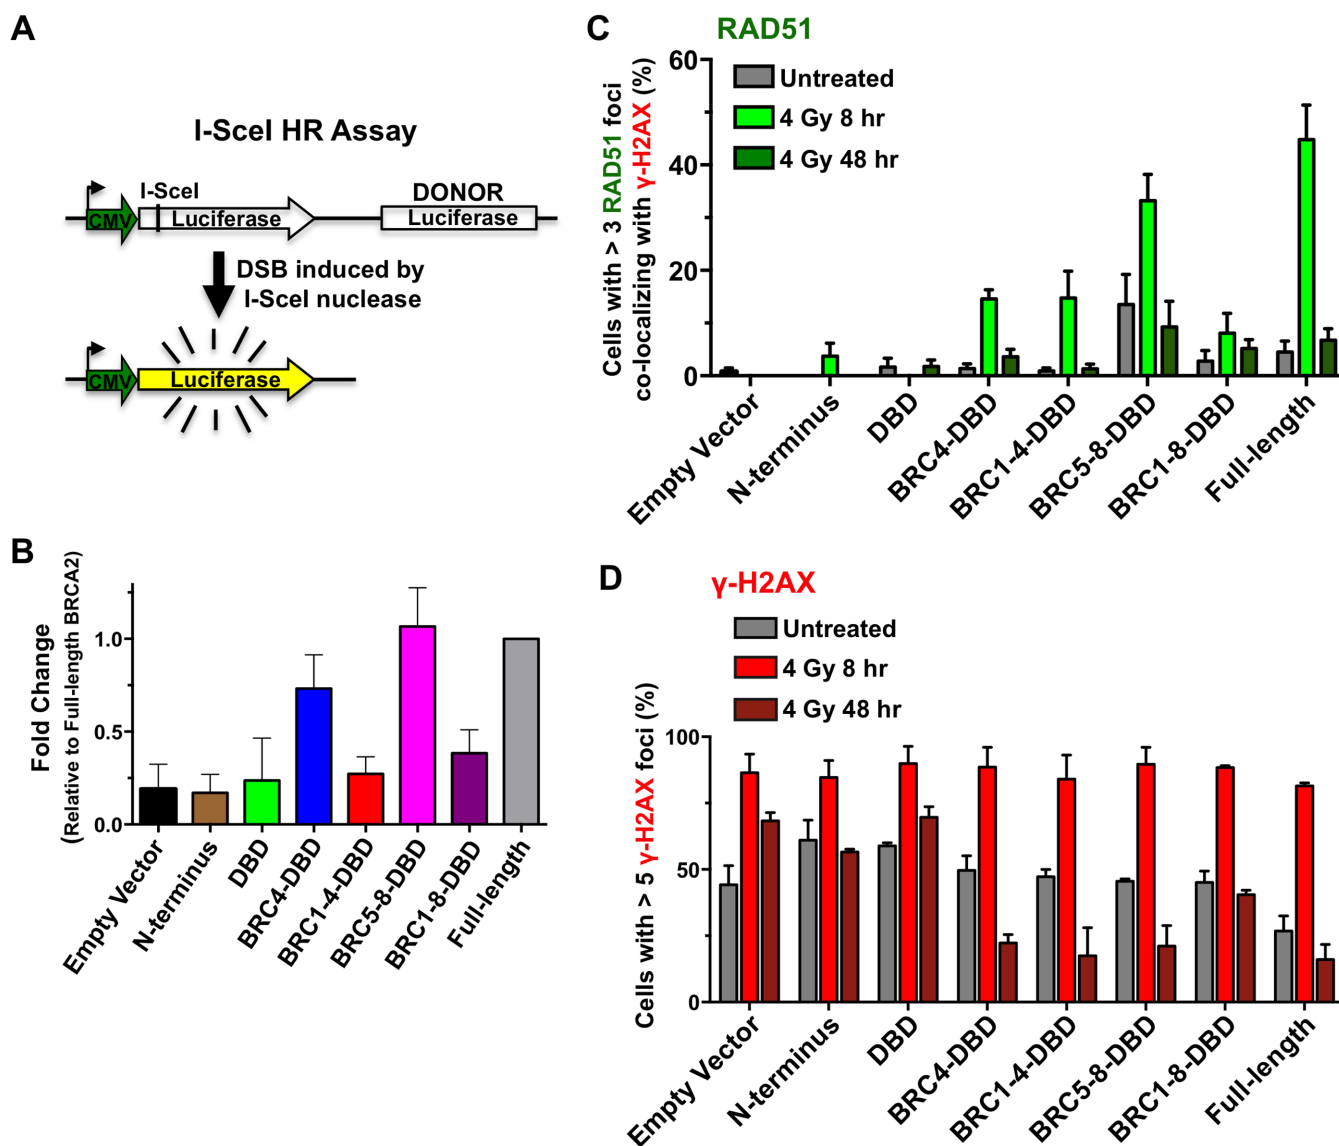 A
I-SceI HR Assay
I-SceI
DONOR
CMV
Luciferase
Luciferase
DSB induced by
I-SceI nuclease
CMV
Luciferase
B
Fold Change
(Relative to Full-length BRCA2)
1.0
0.5
0.0
Empty Vector
N-terminus
DBD
BRC4-DBD
BRC1-4-DBD
BRC5-8-DBD
BRC1-8-DBD
Full-length
C
RAD51
Untreated
4 Gy 8 hr
4 Gy 48 hr
Cells with > 3 RAD51 foci
co-localizing with γ-H2AX (%)
60
40
20
0
Empty Vector
N-terminus
DBD
BRC4-DBD
BRC1-4-DBD
BRC5-8-DBD
BRC1-8-DBD
Full-length
D
γ-H2AX
Untreated
4 Gy 8 hr
4 Gy 48 hr
Cells with > 5 γ-H2AX foci (%)
100
50
0
Empty Vector
N-terminus
DBD
BRC4-DBD
BRC1-4-DBD
BRC5-8-DBD
BRC1-8-DBD
Full-length